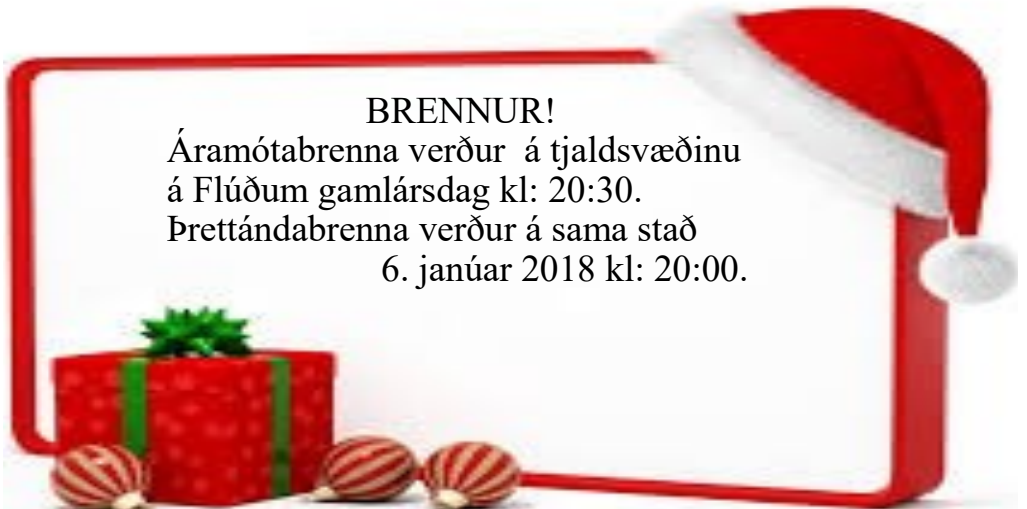 BRENNUR!
Áramótabrenna verður á tjaldsvæðinu
á Flúðum gamlársdag kl: 20:30.
Þrettándabrenna verður á sama stað
6. janúar 2018 kl: 20:00.